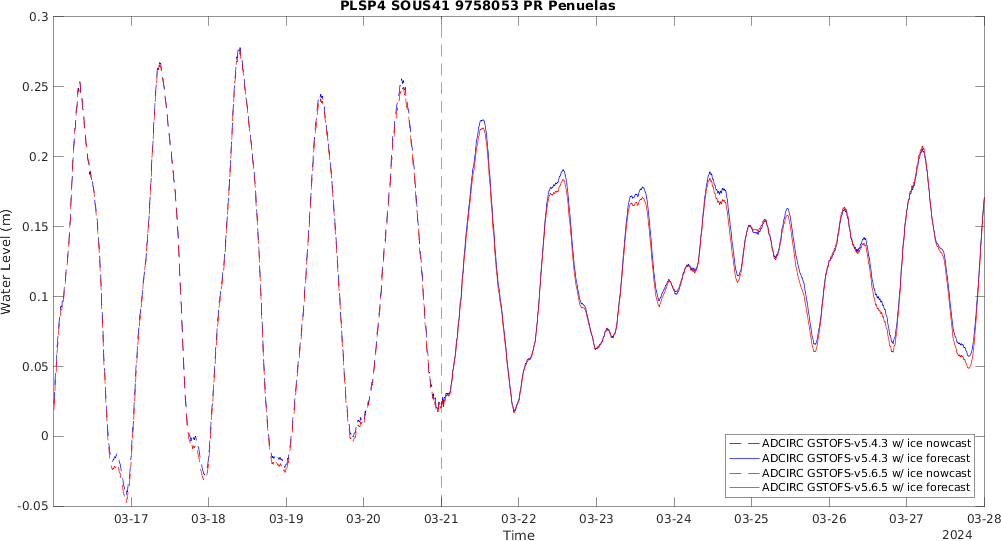 PLSP4 SOUS41 9758053 PR Penuelas
0.3
0.25
0.2
0.15
0.1
0.05
0
-0.05
Water Level (m)
03-17 03-18 03-19 03-20 03-21 03-22 03-23 03-24 03-25 03-26 03-27 03-28
Time
2024
ADCIRC GSTOFS-v5.4.3 w/ ice nowcast
ADCIRC GSTOFS-v5.4.3 w/ ice forecast
ADCIRC GSTOFS-v5.6.5 w/ ice nowcast
ADCIRC GSTOFS-v5.6.5 w/ ice forecast